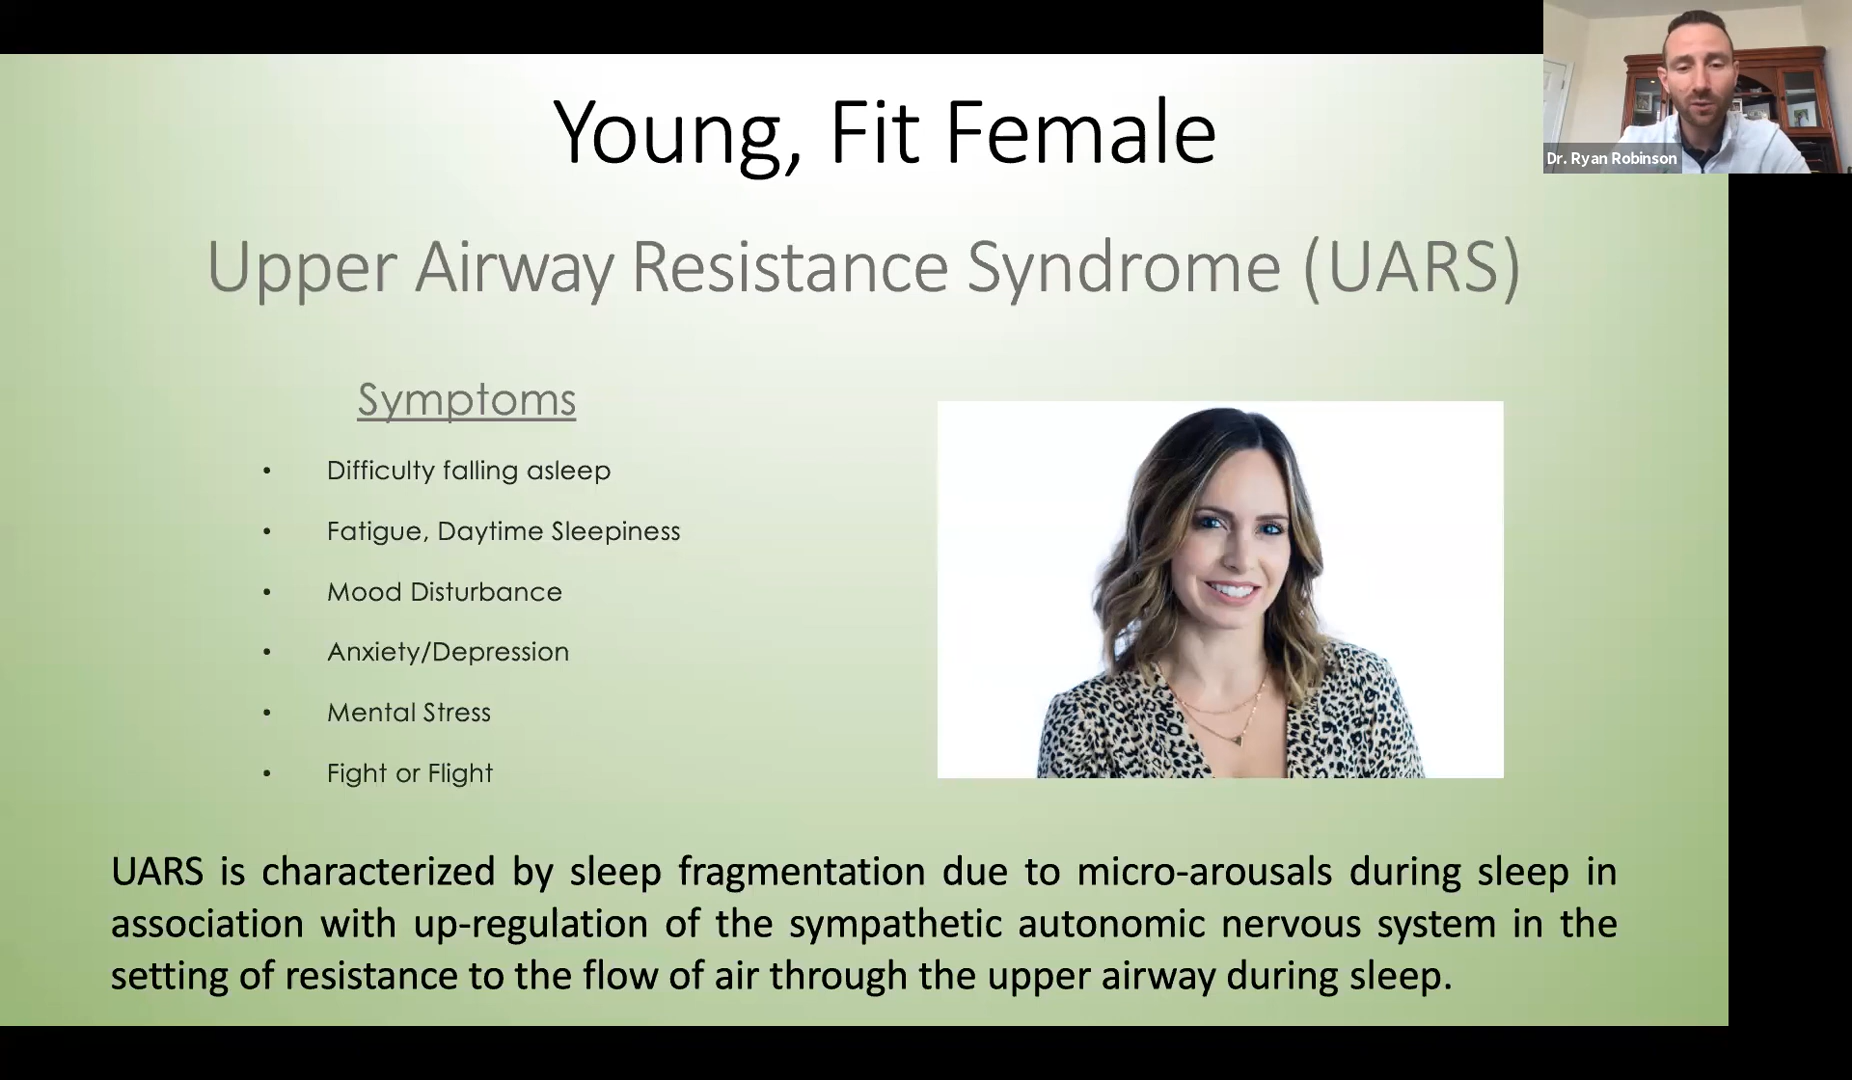 Young, Fit Female
Dr. Ryan Robinson
Upper Airway Resistance Syndrome (UARS)
Symptoms
• Difficulty falling asleep
• Fatigue, Daytime Sleepiness
• Mood Disturbance
• Anxiety/Depression
• Mental Stress
• Fight or Flight
UARS is characterized by sleep fragmentation due to micro-arousals during sleep in
association with up-regulation of the sympathetic autonomic nervous system in the
setting of resistance to the flow of air through the upper airway during sleep.